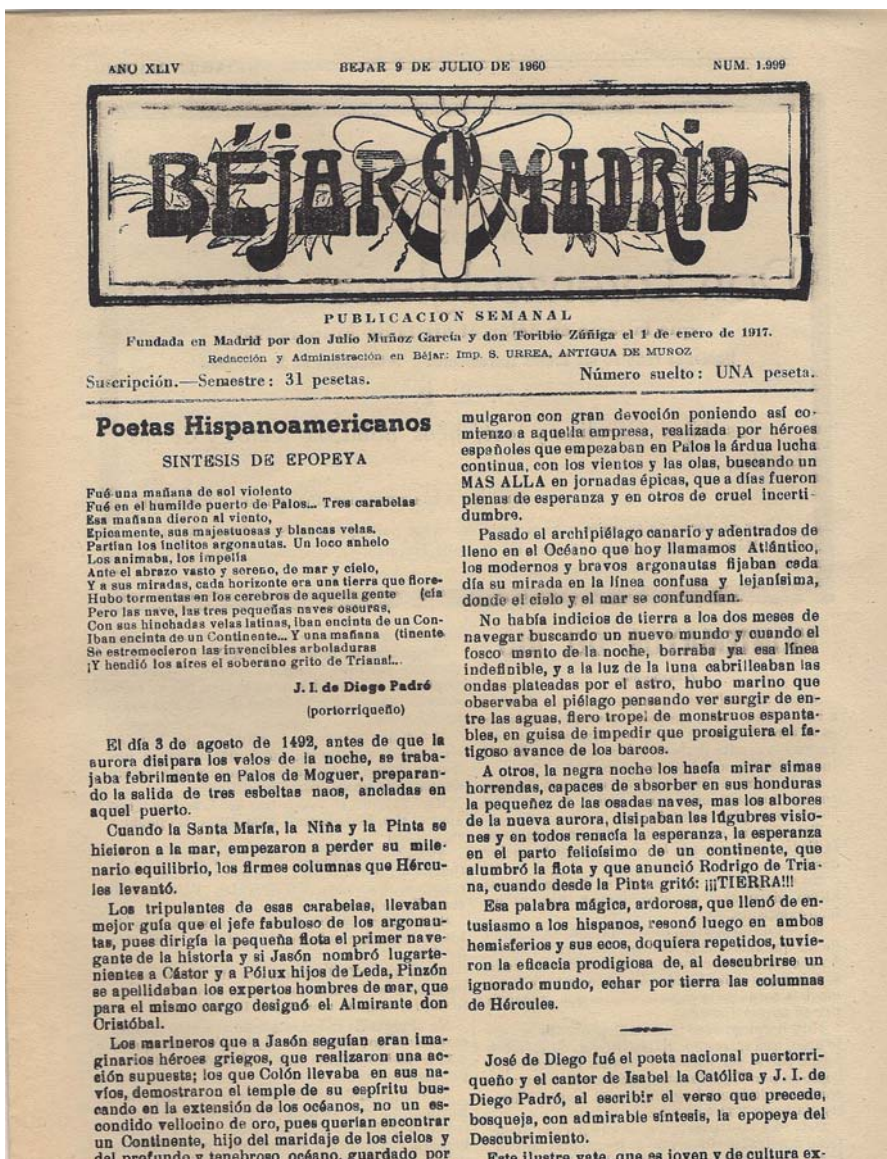 AÑO XLIV
BEJAR 9 DE JULIO DE 1960
NUM. 1.999
BÉJAR EN MADRID
PUBLICACION SEMANAL
Fundada en Madrid por don Julio Muñoz García y don Toribio Zúñiga el 1 de enero de 1917.
Redacción y Administración en Béjar: Imp. S. URREA, ANTIGUA DE MUÑOZ
Suscripción.—Semestre: 31 pesetas.
Número suelto: UNA peseta.
Poetas Hispanoamericanos
SINTESIS DE EPOPEYA
Fué una mañana de sol violento
Fué en el humilde puerto de Palos... Tres carabelas
Esa mañana dieron al viento,
Epicamente, sus majestuosas y blancas velas.
Partían los ínclitos argonautas. Un loco anhelo
Los animaba, los impelía
Ante el abrazo vasto y sereno, de mar y cielo,
Y a sus miradas, cada horizonte era una tierra que flore-
Hubo tormentas en los cerebros de aquella gente (cía
Pero las nave, las tres pequeñas naves oscuras,
Con sus hinchadas velas latinas, iban encinta de un Con-
Iban encinta de un Continente... Y una mañana (tinente
Se estremecieron las invencibles arboladuras
¡Y hendió los aires el soberano grito de Triana!..
J. I. de Diego Padró
(portorriqueño)
El día 3 de agosto de 1492, antes de que la
aurora disipara los velos de la noche, se traba-
jaba febrilmente en Palos de Moguer, preparan-
do la salida de tres esbeltas naos, ancladas en
aquel puerto.
Cuando la Santa María, la Niña y la Pinta se
hicieron a la mar, empezaron a perder su mile-
nario equilibrio, los firmes columnas que Hércu-
les levantó.
Los tripulantes de esas carabelas, llevaban
mejor guía que el jefe fabuloso de los argonau-
tas, pues dirigía la pequeña flota el primer nave-
gante de la historia y si Jasón nombró lugarte-
nientes a Cástor y a Pólux hijos de Leda, Pinzón
se apellidaban los expertos hombres de mar, que
para el mismo cargo designó el Almirante don
Cristóbal.
Los marineros que a Jasón seguían eran ima-
ginarios héroes griegos, que realizaron una ac-
ción supuesta; los que Colón llevaba en sus na-
víos, demostraron el temple de su espíritu bus-
cando en la extensión de los océanos, no un es-
condido vellocino de oro, pues querían encontrar
un Continente, hijo del maridaje de los cielos y
del profundo y tenebroso océano, guardado por
mulgaron con gran devoción poniendo así co-
mienzo a aquella empresa, realizada por héroes
españoles que empezaban en Palos la árdua lucha
continua, con los vientos y las olas, buscando un
MAS ALLA en jornadas épicas, que a días fueron
plenas de esperanza y en otros de cruel incerti-
dumbre.
Pasado el archipiélago canario y adentrados de
lleno en el Océano que hoy llamamos Atlántico,
los modernos y bravos argonautas fijaban cada
día su mirada en la línea confusa y lejanísima,
donde el cielo y el mar se confundían.
No había indicios de tierra a los dos meses de
navegar buscando un nuevo mundo y cuando el
fosco manto de la noche, borraba ya esa línea
indefinible, y a la luz de la luna cabrilleaban las
ondas plateadas por el astro, hubo marino que
observaba el piélago pensando ver surgir de en-
tre las aguas, fiero tropel de monstruos espanta-
bles, en guisa de impedir que prosiguiera el fa-
tigoso avance de los barcos.
A otros, la negra noche los hacía mirar simas
horrendas, capaces de absorber en sus honduras
la pequeñez de las osadas naves, mas los albores
de la nueva aurora, disipaban las lúgubres visio-
nes y en todos renacía la esperanza, la esperanza
en el parto felicísimo de un continente, que
alumbró la flota y que anunció Rodrigo de Tria-
na, cuando desde la Pinta gritó: ¡¡¡TIERRA!!!
Esa palabra mágica, ardorosa, que llenó de en-
tusiasmo a los hispanos, resonó luego en ambos
hemisferios y sus ecos, doquiera repetidos, tuvie-
ron la eficacia prodigiosa de, al descubrirse un
ignorado mundo, echar por tierra las columnas
de Hércules.
José de Diego fué el poeta nacional puertorri-
queño y el cantor de Isabel la Católica y J. I. de
Diego Padró, al escribir el verso que precede,
bosqueja, con admirable síntesis, la epopeya del
Descubrimiento.
Este ilustre vate, que es joven y de cultura ex-